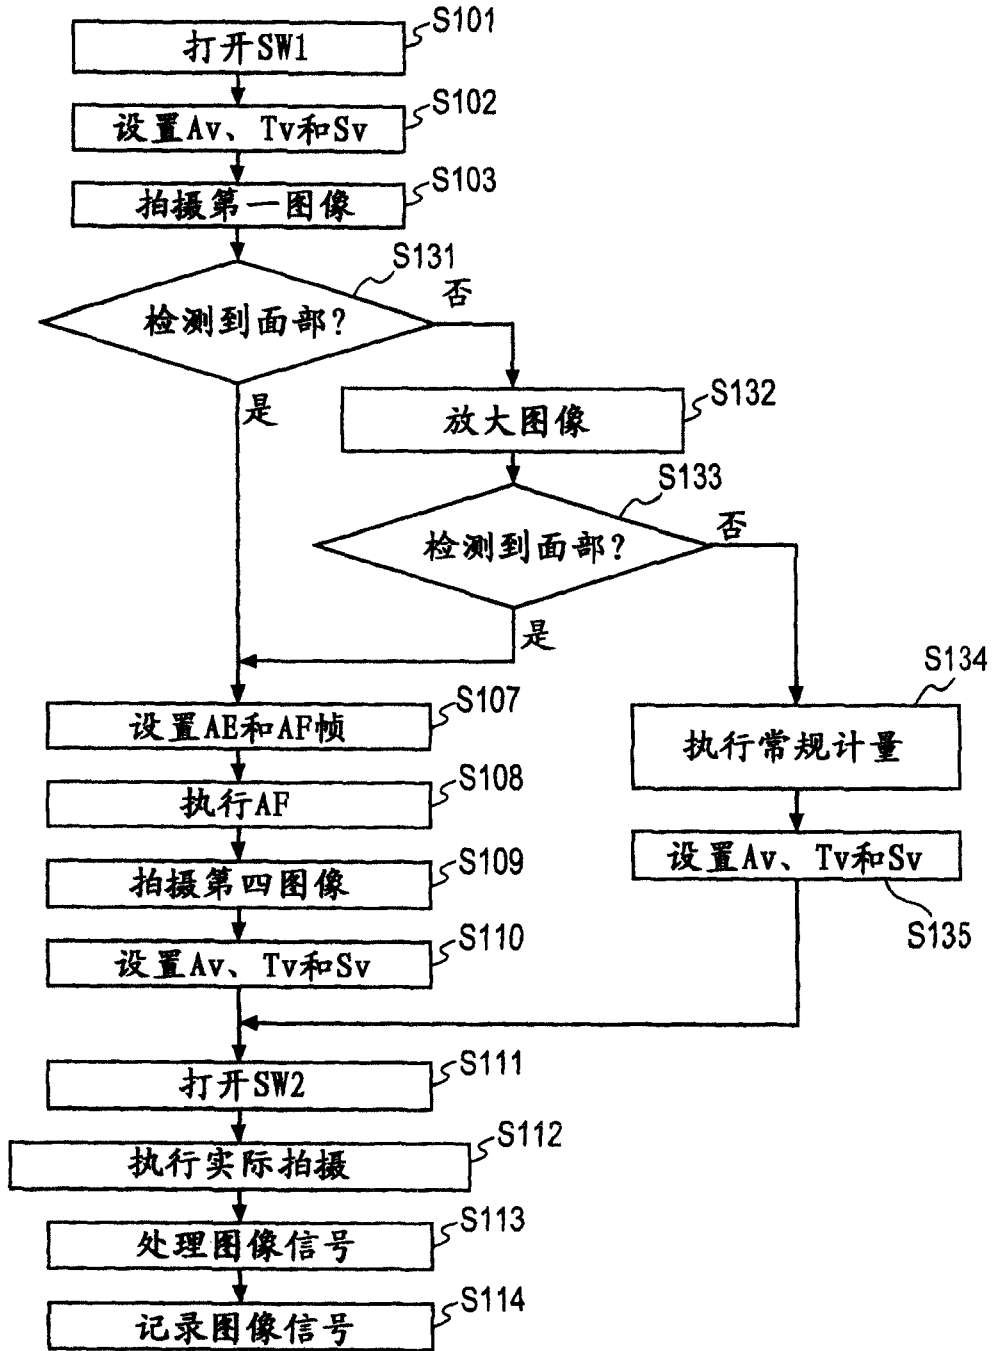 S101
打开SW1
S102
设置Av、Tv和Sv
S103
拍摄第一图像
S131
检测到面部?
否
是
S132
放大图像
S133
检测到面部?
否
是
S107
设置AE和AF帧
S134
执行常规计量
S108
执行AF
S109
拍摄第四图像
设置Av、Tv和Sv
S135
S110
设置Av、Tv和Sv
S111
打开SW2
S112
执行实际拍摄
S113
处理图像信号
S114
记录图像信号